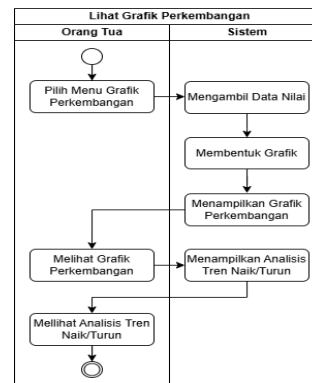 Lihat Grafik Perkembangan
Orang Tua
Sistem
Pilih Menu Grafik
Perkembangan
Mengambil Data Nilai
Membentuk Grafik
Menampilkan Grafik
Perkembangan
Melihat Grafik
Perkembangan
Menampilkan Analisis
Tren Naik/Turun
Mellihat Analisis Tren
Naik/Turun